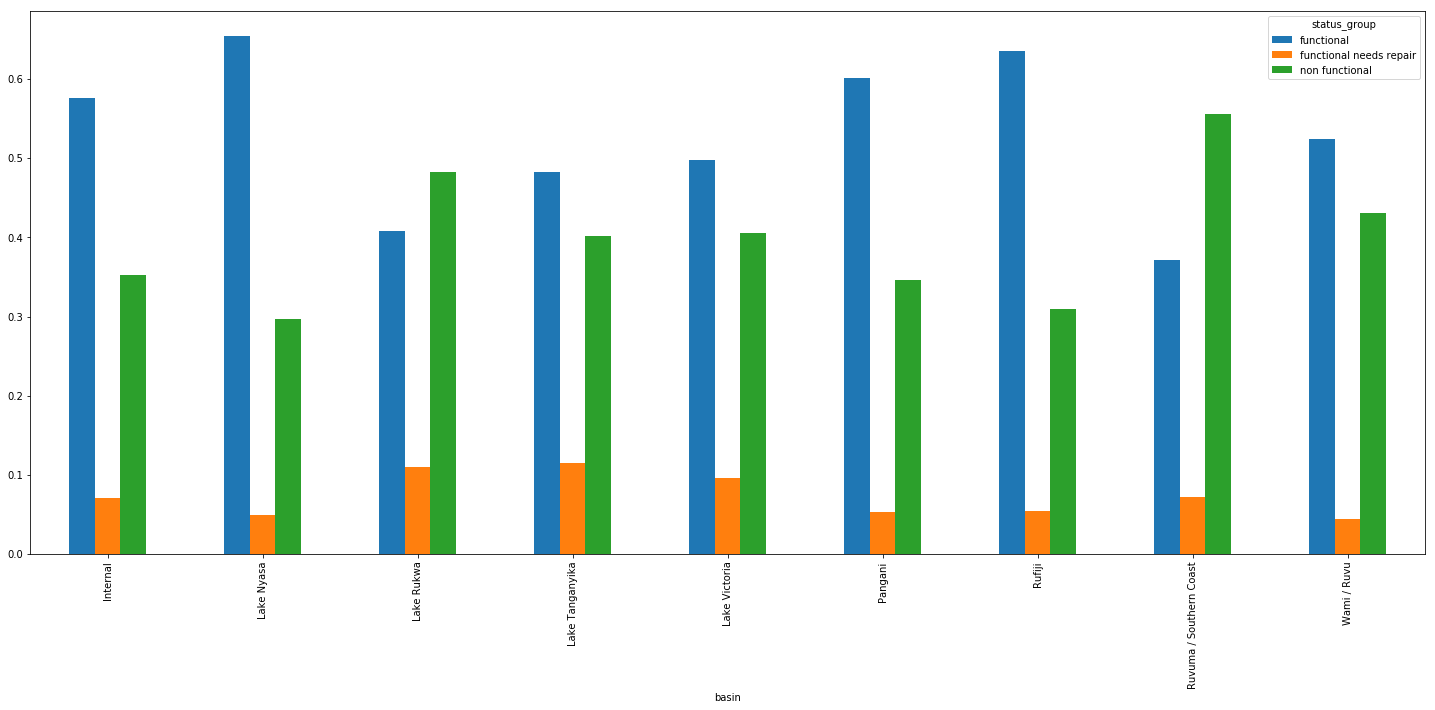 status_group
functional
functional needs repair
non functional
0.6
0.5
0.4
0.3
0.2
0.1
0.0
Internal
Lake Nyasa
Lake Rukwa
Lake Tanganyika
Lake Victoria
Pangani
Rufiji
Ruvuma / Southern Coast
Wami / Ruvu
basin